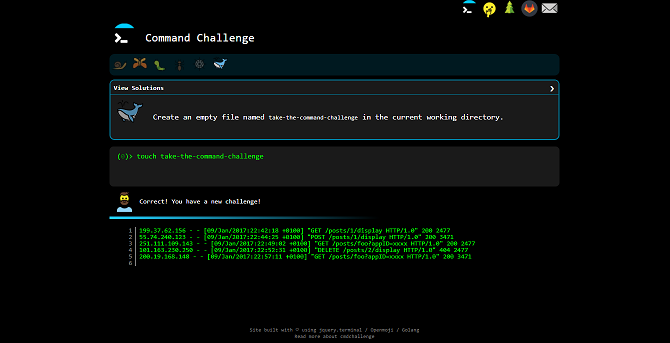 Command Challenge
View Solutions
Create an empty file named take-the-command-challenge in the current working directory.
(0)> touch take-the-command-challenge
Correct! You have a new challenge!
1 199.37.62.156 - - [09/Jan/2017:22:42:18 +0100] "GET /posts/1/display HTTP/1.0" 200 2477
2 55.74.240.123 - - [09/Jan/2017:22:44:25 +0100] "POST /posts/1/display HTTP/1.0" 200 3471
3 251.111.109.143 - - [09/Jan/2017:22:49:02 +0100] "GET /posts/foo?appID=xxxx HTTP/1.0" 200 2477
4 101.163.230.250 - - [09/Jan/2017:22:52:31 +0100] "DELETE /posts/2/display HTTP/1.0" 404 2477
5 200.19.168.148 - - [09/Jan/2017:22:57:11 +0100] "GET /posts/foo?appID=xxxx HTTP/1.0" 200 3471
6
Site built with © using jquery.terminal / Openmoji / Golang
Read more about cmdchallenge